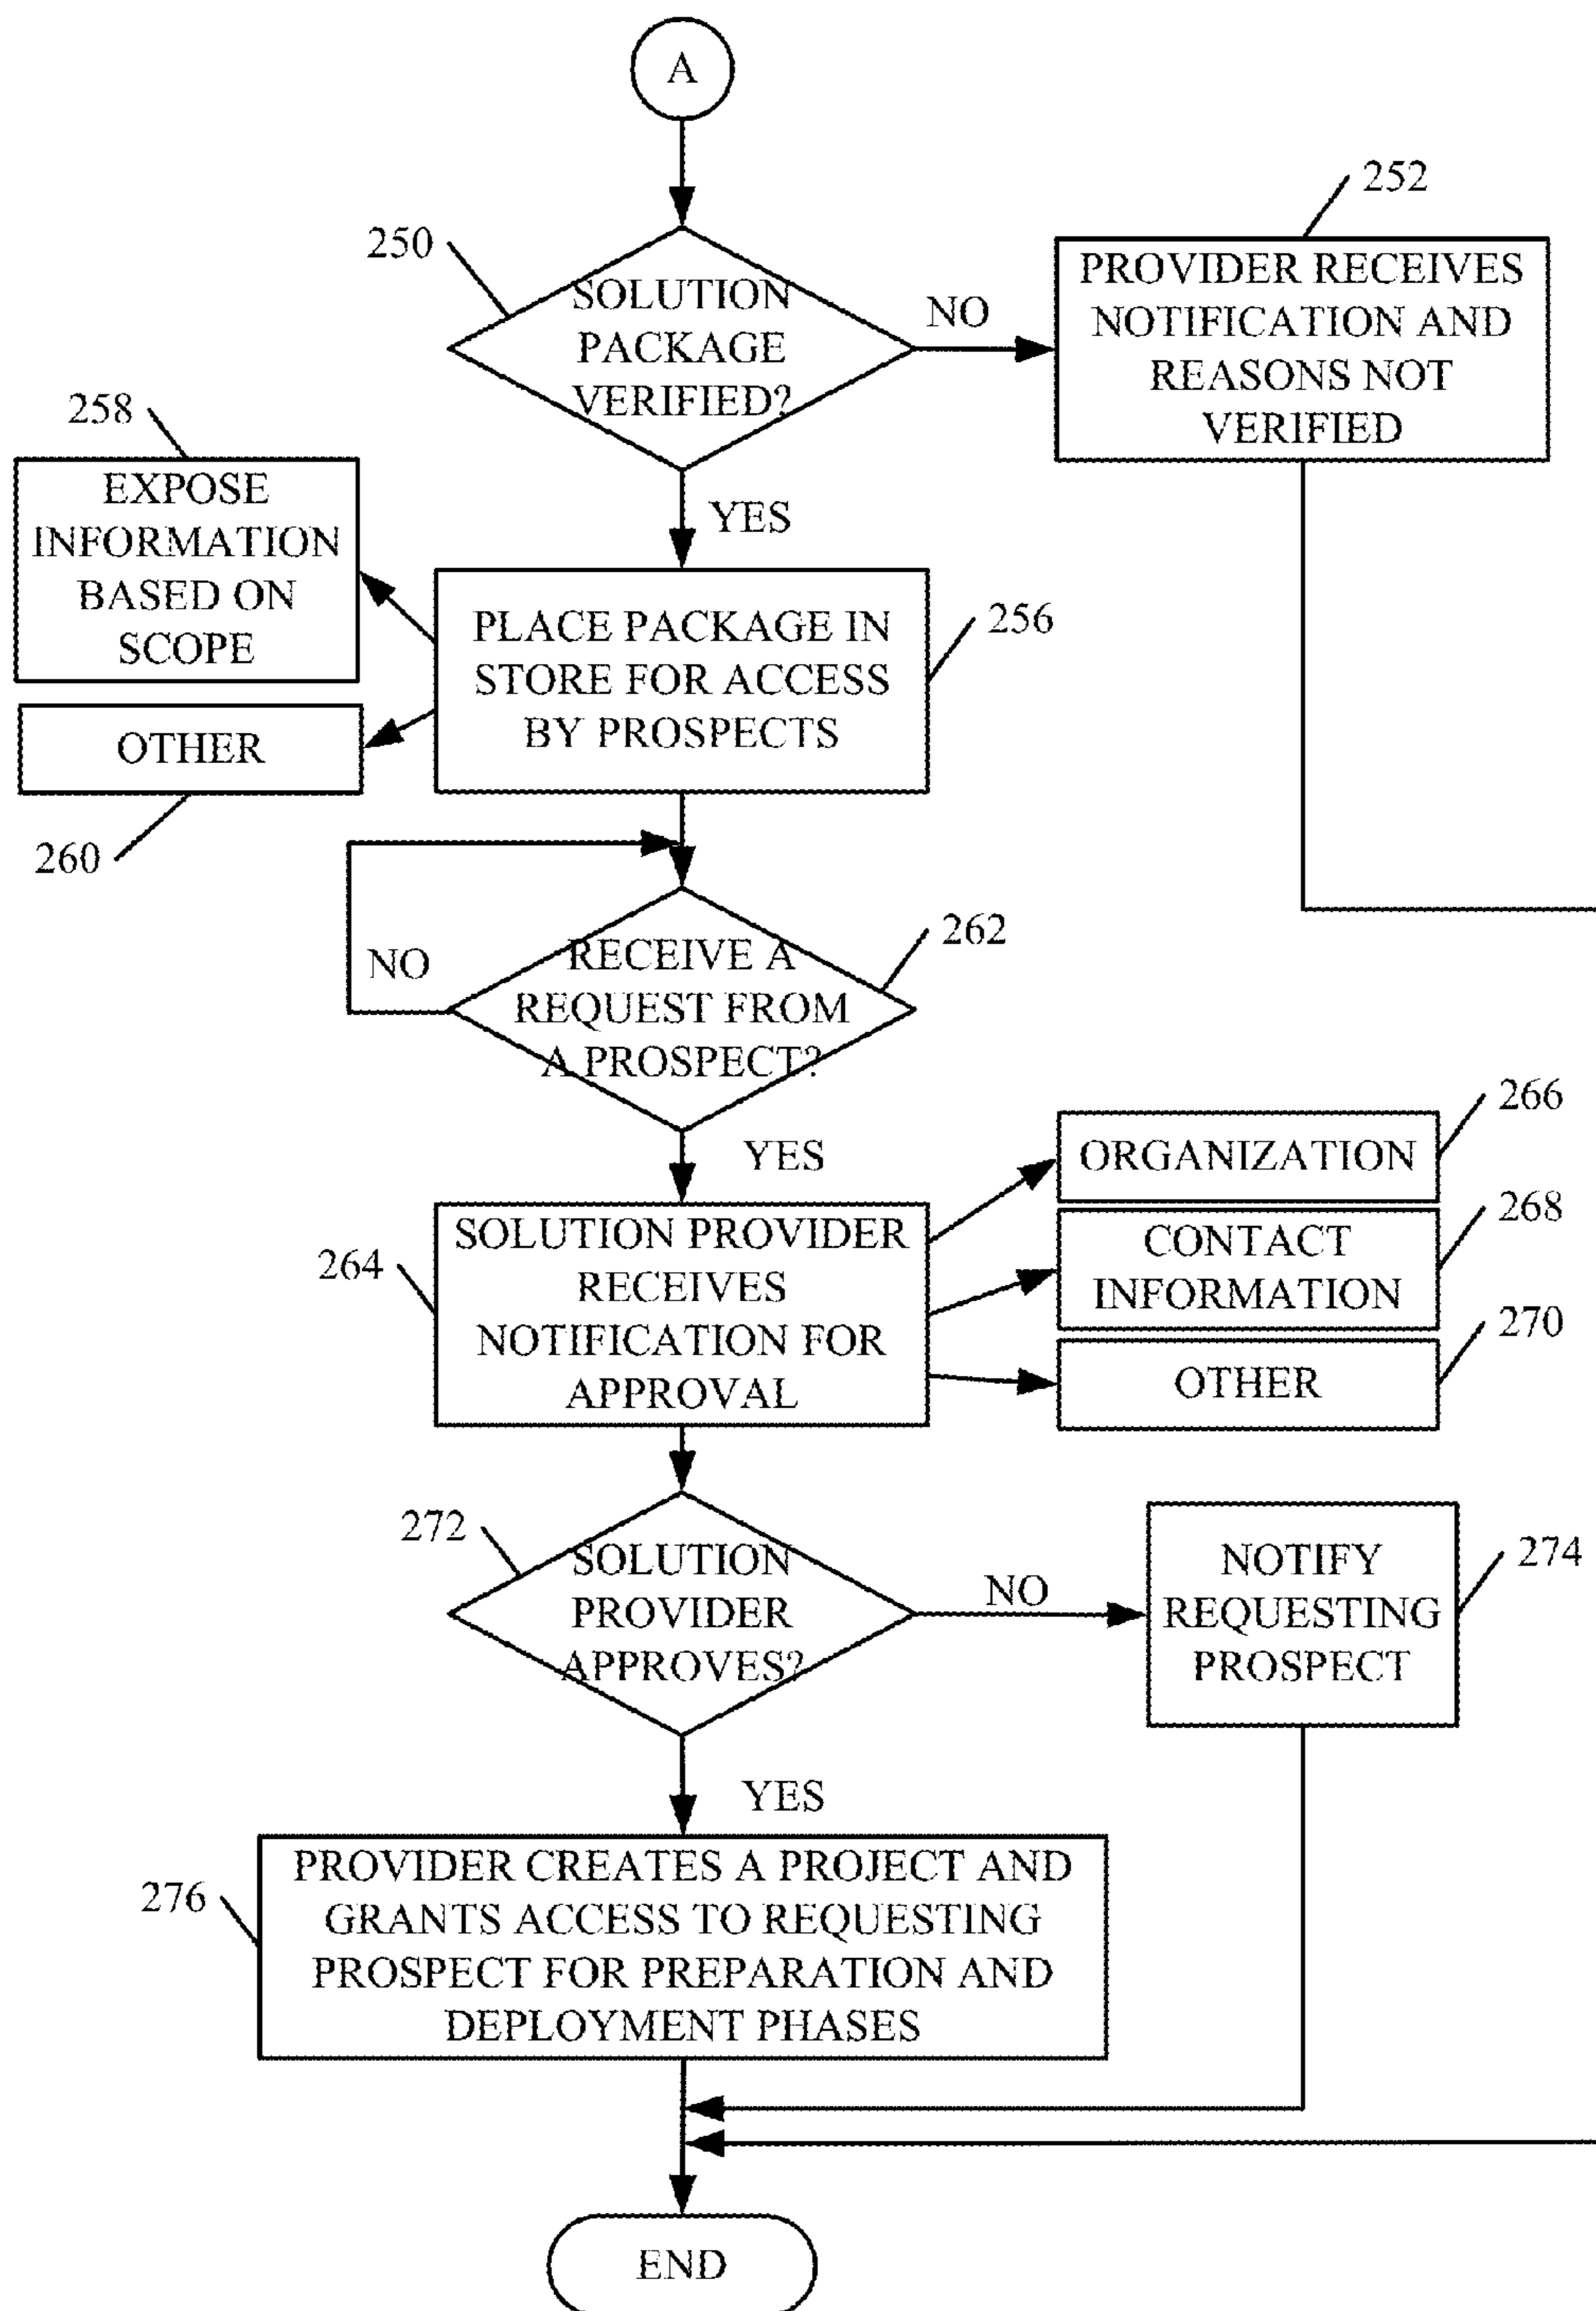 A
250
SOLUTION
PACKAGE
VERIFIED?
NO
252
PROVIDER RECEIVES
NOTIFICATION AND
REASONS NOT
VERIFIED
YES
258
EXPOSE
INFORMATION
BASED ON
SCOPE
PLACE PACKAGE IN
STORE FOR ACCESS
BY PROSPECTS
256
OTHER
260
NO
RECEIVE A
REQUEST FROM
A PROSPECT?
262
YES
264
SOLUTION PROVIDER
RECEIVES
NOTIFICATION FOR
APPROVAL
ORGANIZATION
266
CONTACT
INFORMATION
268
OTHER
270
272
SOLUTION
PROVIDER
APPROVES?
NO
NOTIFY
REQUESTING
PROSPECT
274
YES
276
PROVIDER CREATES A PROJECT AND
GRANTS ACCESS TO REQUESTING
PROSPECT FOR PREPARATION AND
DEPLOYMENT PHASES
END